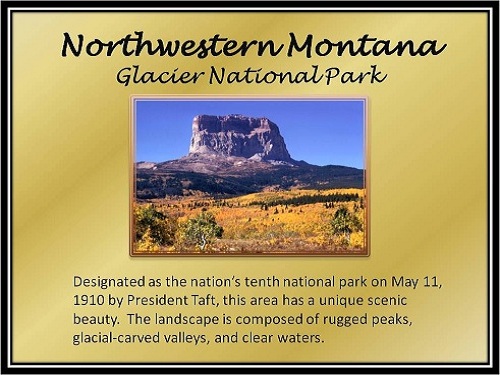 Northwestern Montana
Glacier National Park
Designated as the nation's tenth national park on May 11,
1910 by President Taft, this area has a unique scenic
beauty.  The landscape is composed of rugged peaks,
glacial-carved valleys, and clear waters.